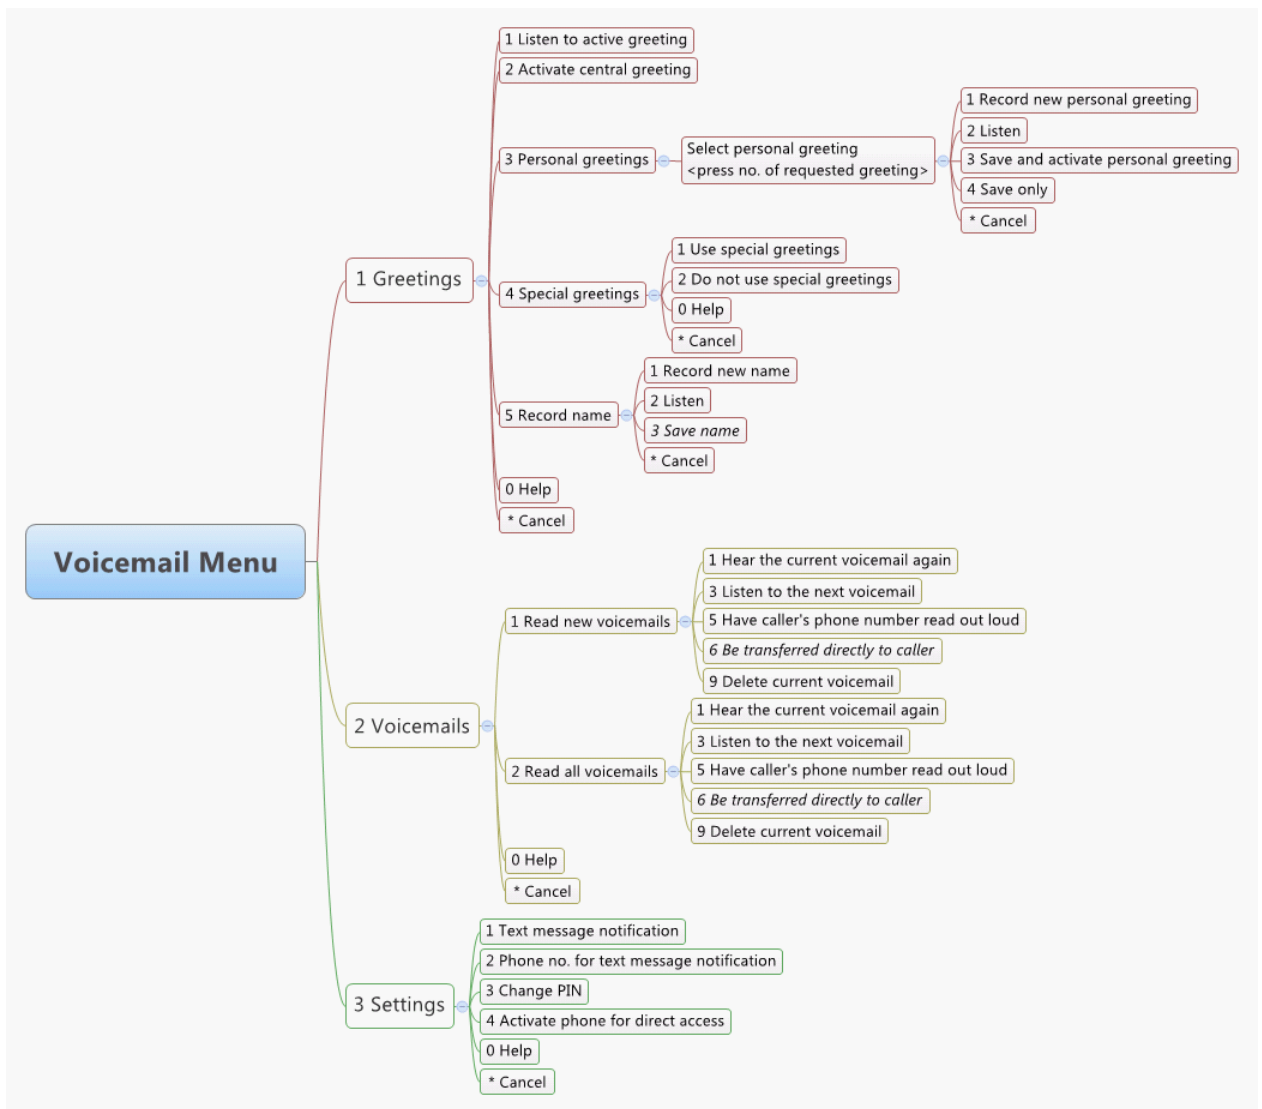 Voicemail Menu
1 Greetings
1 Listen to active greeting
2 Activate central greeting
3 Personal greetings
Select personal greeting
<press no. of requested greeting>
1 Record new personal greeting
2 Listen
3 Save and activate personal greeting
4 Save only
* Cancel
4 Special greetings
1 Use special greetings
2 Do not use special greetings
0 Help
* Cancel
5 Record name
1 Record new name
2 Listen
3 Save name
* Cancel
0 Help
* Cancel
2 Voicemails
1 Read new voicemails
1 Hear the current voicemail again
3 Listen to the next voicemail
5 Have caller's phone number read out loud
6 Be transferred directly to caller
9 Delete current voicemail
2 Read all voicemails
1 Hear the current voicemail again
3 Listen to the next voicemail
5 Have caller's phone number read out loud
6 Be transferred directly to caller
9 Delete current voicemail
0 Help
* Cancel
3 Settings
1 Text message notification
2 Phone no. for text message notification
3 Change PIN
4 Activate phone for direct access
0 Help
* Cancel